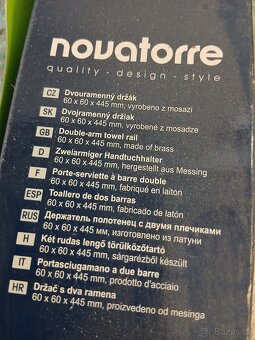 novatorre
quality - design - style
CZ Dvouramenný držák
60 x 60 x 445 mm, vyrobeno z mosazi
SK Dvojramenný držiak
60 x 60 x 445 mm, vyrobeno z mosadze
GB Double-arm towel rail
60 x 60 x 445 mm, made of brass
D Zweiarmiger Handtuchhalter
60 x 60 x 445 mm, hergestellt aus Messing
F Porte-serviette à barre double
60 x 60 x 445 mm, fabriqué en laiton
ESP Toallero de dos barras
60 x 60 x 445 mm, fabricado de latón
RUS Держатель полотенец с двумя плечиками
60 x 60 x 445 мм, изготовлено из латуни
H Két rudas lengő törülközőtartó
60 x 60 x 445 mm, sárgarézből készült
IT Portasciugamano a due barre
60 x 60 x 445 mm, prodotto d'acciaio
HR Držač s dva ramena
60 x 60 x 445 mm, proizvedeno od mesinga